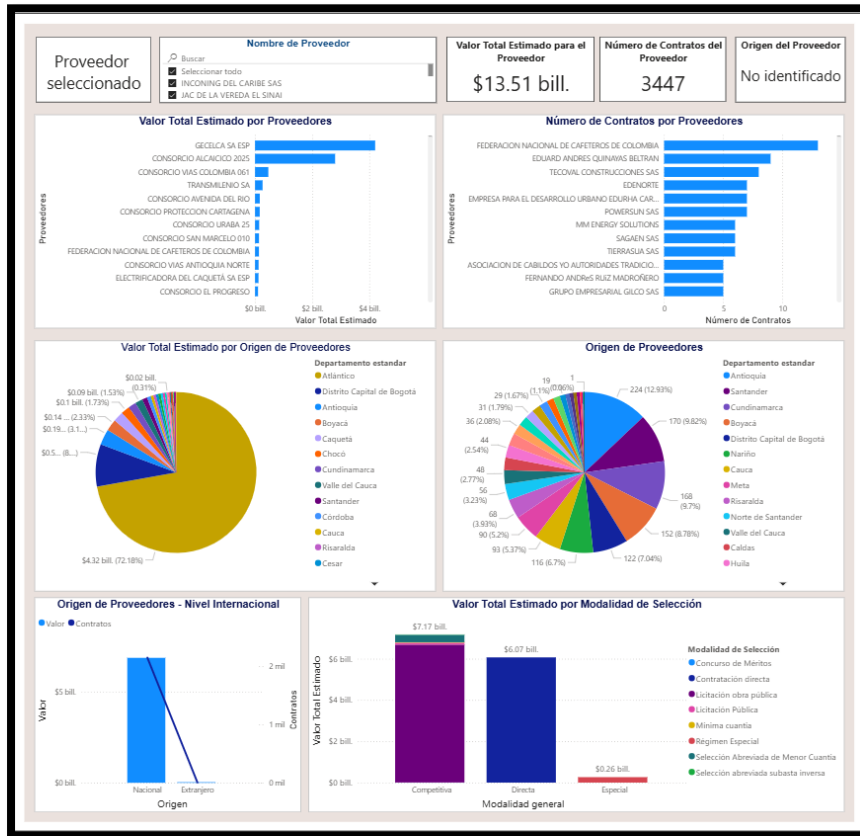 Proveedor
seleccionado
Nombre de Proveedor
Buscar
Seleccionar todo
INCONING DEL CARIBE SAS
JAC DE LA VEREDA EL SINAI
Valor Total Estimado para el
Proveedor
$13.51 bill.
Número de Contratos del
Proveedor
3447
Origen del Proveedor
No identificado
Valor Total Estimado por Proveedores
Proveedores
GECELCA SA ESP
CONSORCIO ALCAICICO 2025
CONSORCIO VIAS COLOMBIA 061
TRANSMILENIO SA
CONSORCIO AVENIDA DEL RIO
CONSORCIO PROTECCION CARTAGENA
CONSORCIO URABA 25
CONSORCIO SAN MARCELO 010
FEDERACION NACIONAL DE CAFETEROS DE COLOMBIA
CONSORCIO VIAS ANTIOQUIA NORTE
ELECTRIFICADORA DEL CAQUETÁ SA ESP
CONSORCIO EL PROGRESO
$0 bill. $2 bill. $4 bill.
Valor Total Estimado
Número de Contratos por Proveedores
Proveedores
FEDERACION NACIONAL DE CAFETEROS DE COLOMBIA
EDUARD ANDRES QUINAYAS BELTRAN
TECOVAL CONSTRUCCIONES SAS
EDENORTE
EMPRESA PARA EL DESARROLLO URBANO EDURHA CAR...
POWERSUN SAS
MM ENERGY SOLUTIONS
SAGAEN SAS
TIERRASUA SAS
ASOCIACION DE CABILDOS YO AUTORIDADES TRADICIO...
FERNANDO ANDReS RUIZ MADROÑERO
GRUPO EMPRESARIAL GILCO SAS
0 5 10
Número de Contratos
Valor Total Estimado por Origen de Proveedores
$0.02 bill.
(0.31%)
$0.09 bill. (1.53%)
$0.1 bill. (1.73%)
$0.14 ... (2.33%)
$0.19... (3.1...)
$0.5... (8....)
$4.32 bill. (72.18%)
Departamento estandar
Atlántico
Distrito Capital de Bogotá
Antioquia
Boyacá
Caquetá
Chocó
Cundinamarca
Valle del Cauca
Santander
Córdoba
Cauca
Risaralda
Cesar
Origen de Proveedores
19
(1.1%)
(0.06%)
1
29 (1.67%)
31 (1.79%)
36 (2.08%)
44
(2.54%)
48
(2.77%)
56
(3.23%)
68
(3.93%)
90 (5.2%)
93 (5.37%)
116 (6.7%)
122 (7.04%)
152 (8.78%)
168
(9.7%)
170 (9.82%)
224 (12.93%)
Departamento estandar
Antioquia
Santander
Cundinamarca
Boyacá
Distrito Capital de Bogotá
Nariño
Cauca
Meta
Risaralda
Norte de Santander
Valle del Cauca
Caldas
Huila
Origen de Proveedores - Nivel Internacional
Valor Contratos
Valor
$5 bill.
$0 bill.
2 mil
1 mil
0 mil
Contratos
Nacional Extranjero
Origen
Valor Total Estimado por Modalidad de Selección
Valor Total Estimado
$6 bill.
$4 bill.
$2 bill.
$0 bill.
$7.17 bill.
$6.07 bill.
$0.26 bill.
Competitiva Directa Especial
Modalidad general
Modalidad de Selección
Concurso de Méritos
Contratación directa
Licitación obra pública
Licitación Pública
Mínima cuantía
Régimen Especial
Selección Abreviada de Menor Cuantía
Selección abreviada subasta inversa